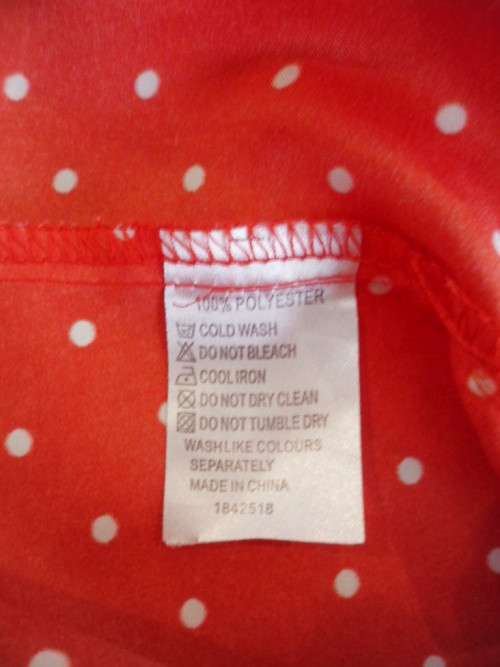 100% POLYESTER
COLD WASH
DO NOT BLEACH
COOL IRON
DO NOT DRY CLEAN
DO NOT TUMBLE DRY
WASH LIKE COLOURS
SEPARATELY
MADE IN CHINA
1842518